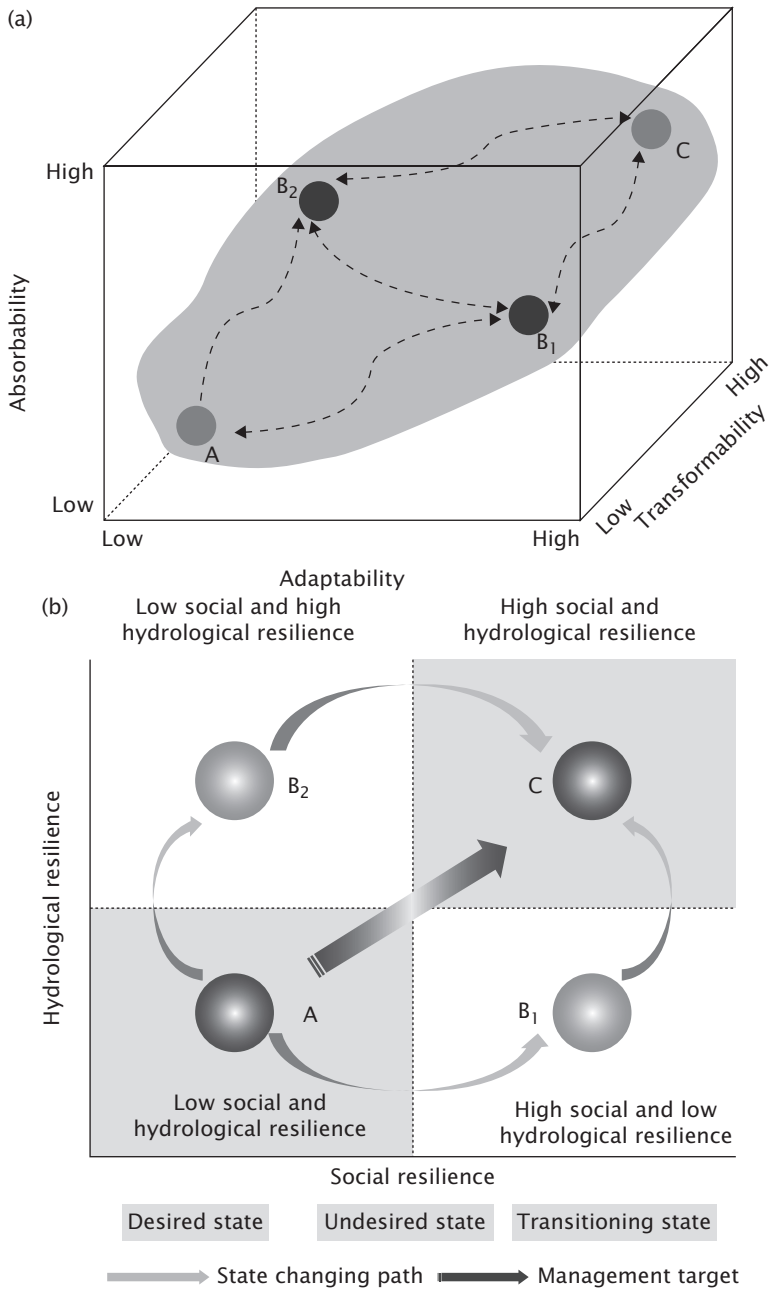 (a)
High
B2
C
Absorbability
B1
A
High
Transformability
Low
Low
Low
High
Adaptability
(b)
Low social and high
hydrological resilience
High social and
hydrological resilience
B2
C
Hydrological resilience
A
B1
Low social and
hydrological resilience
High social and low
hydrological resilience
Social resilience
Desired state
Undesired state
Transitioning state
State changing path
Management target